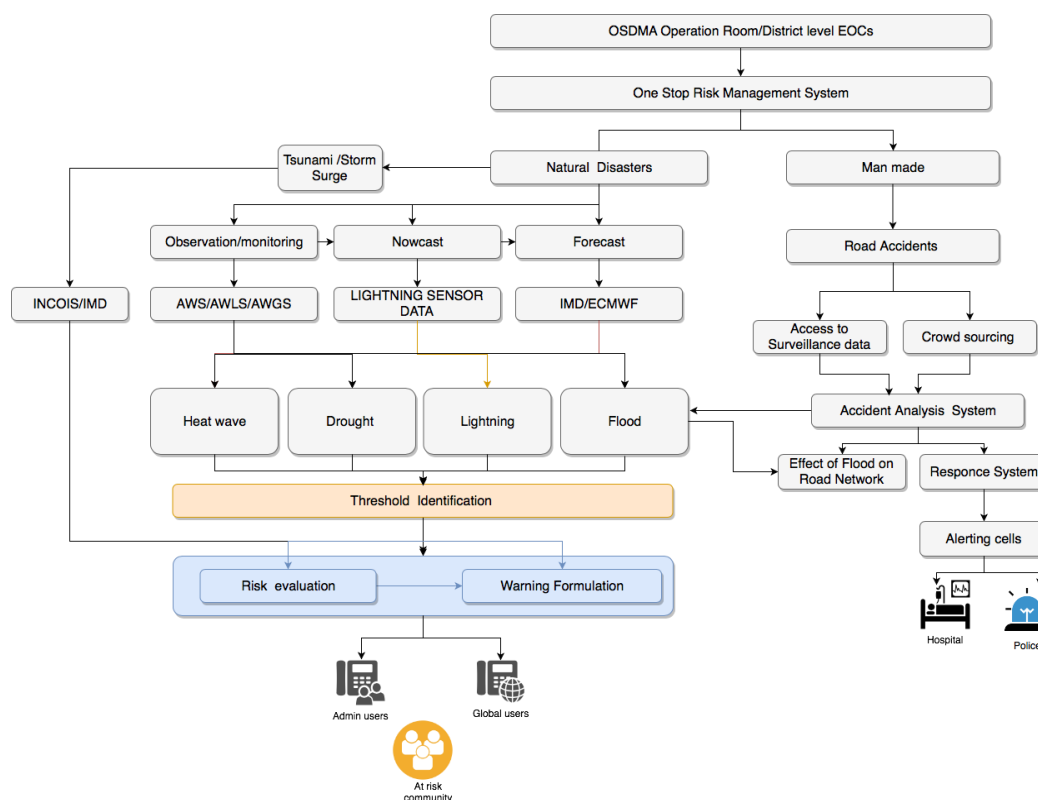 OSDMA Operation Room/District level EOCs
One Stop Risk Management System
Tsunami /Storm
Surge
Natural Disasters
Man made
Observation/monitoring
Nowcast
Forecast
Road Accidents
INCOIS/IMD
AWS/AWLS/AWGS
LIGHTNING SENSOR
DATA
IMD/ECMWF
Access to
Surveillance data
Crowd sourcing
Heat wave
Drought
Lightning
Flood
Accident Analysis System
Effect of Flood on
Road Network
Responce System
Threshold Identification
Alerting cells
Risk evaluation
Warning Formulation
Hospital
Police
Admin users
Global users
At risk
community